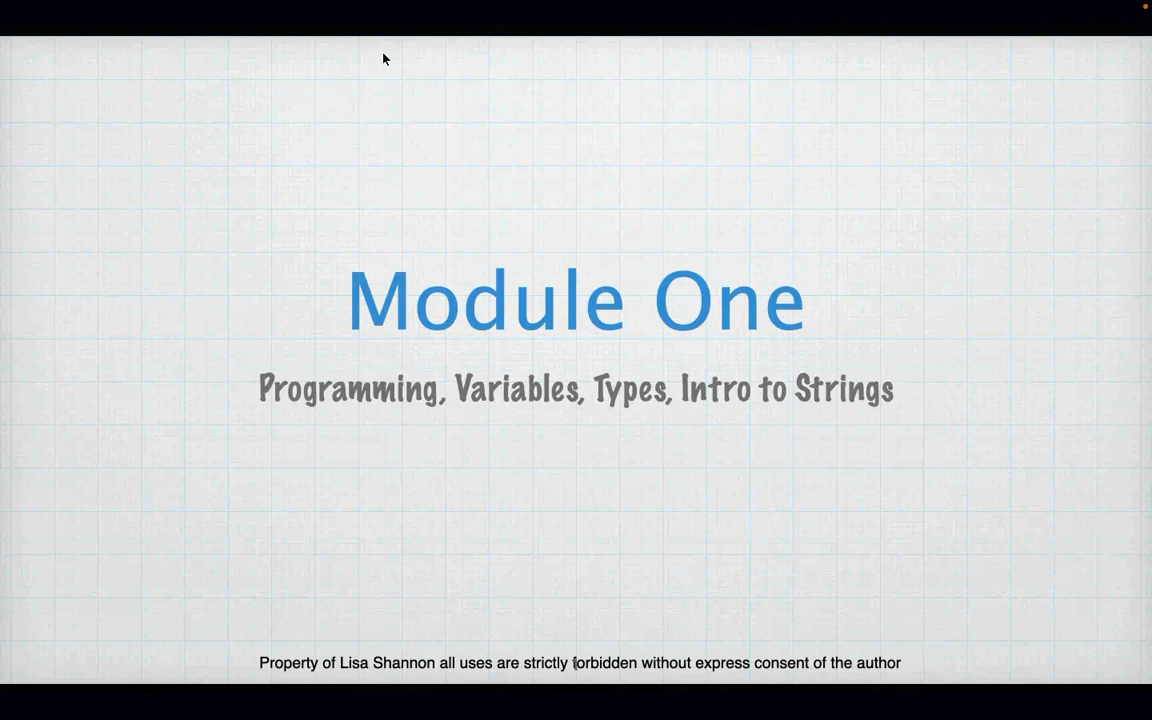 Module One
Programming, Variables, Types, Intro to Strings
Property of Lisa Shannon all uses are strictly forbidden without express consent of the author